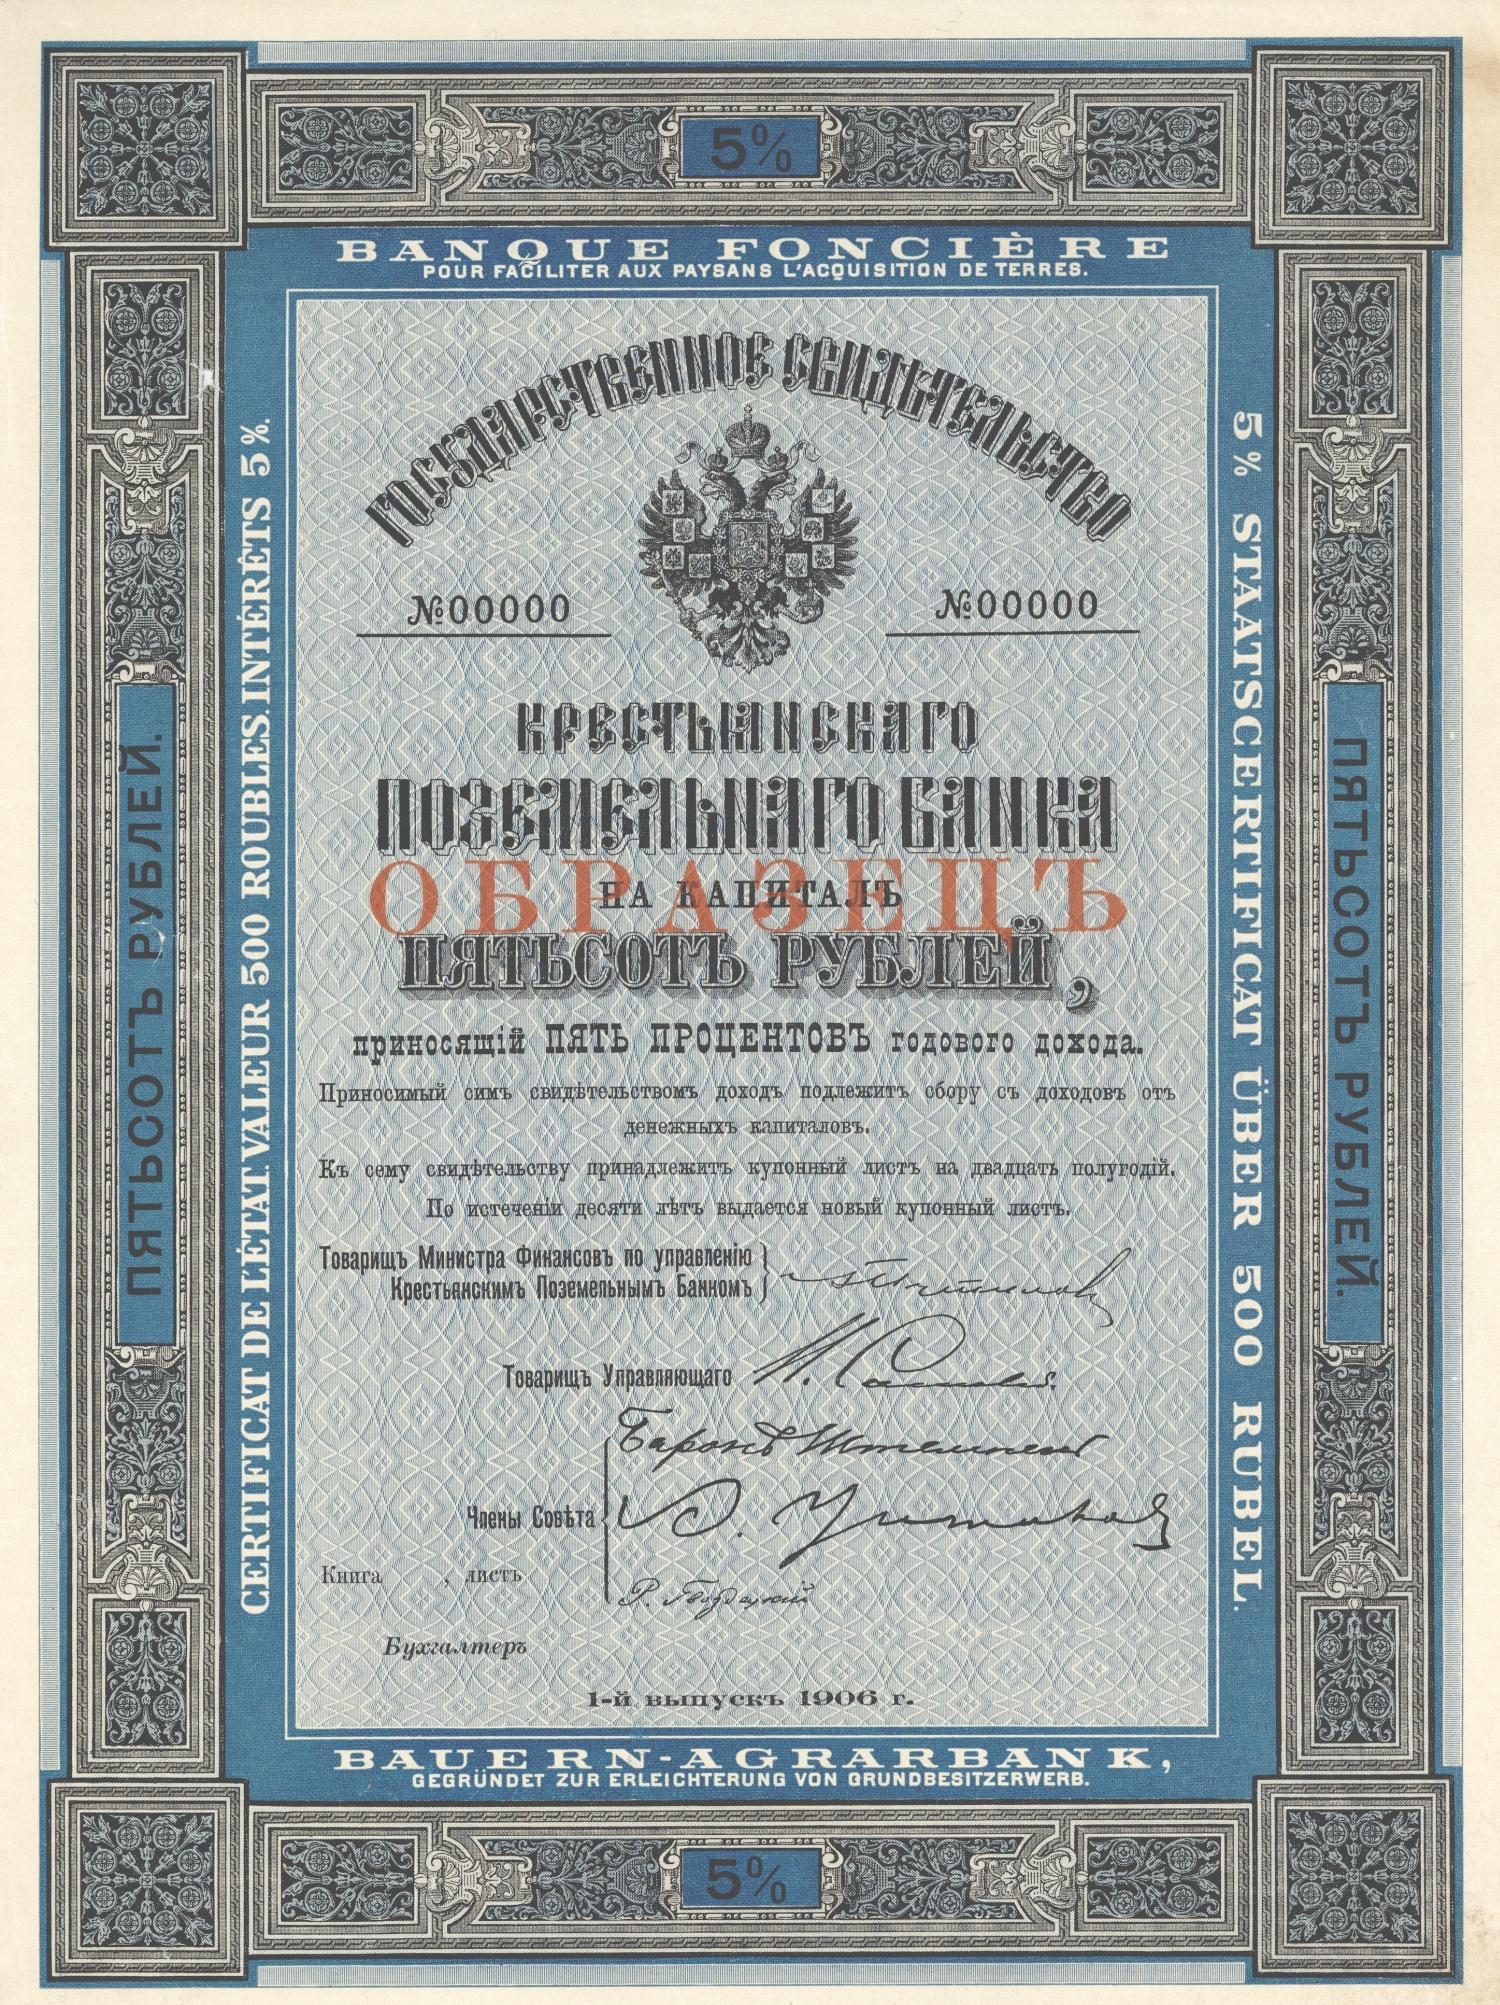 5%
BANQUE FONCIÈRE
POUR FACILITER AUX PAYSANS L'ACQUISITION DE TERRES.
ГОСУДАРСТВЕННОЕ СВИДѢТЕЛЬСТВО
№00000
№00000
КРЕСТЬЯНСКАГО
ПОЗЕМЕЛЬНАГО БАНКА
ОБРАЗЕЦЪ
НА КАПИТАЛЪ
ПЯТЬСОТЪ РУБЛЕЙ,
приносящій ПЯТЬ ПРОЦЕНТОВЪ годового дохода.
Приносимый симъ свидѣтельствомъ доходъ подлежитъ сбору съ доходовъ отъ
денежныхъ капиталовъ.
Къ сему свидѣтельству принадлежитъ купонный листъ на двадцать полугодій.
По истеченіи десяти лѣтъ выдается новый купонный листъ.
Товарищъ Министра Финансовъ по управленію
Крестьянскимъ Поземельнымъ Банкомъ
Товарищъ Управляющаго
Баронъ
Члены Совѣта
Книга , листъ
Бухгалтеръ
1-й выпускъ 1906 г.
BAUERN-AGRARBANK,
GEGRÜNDET ZUR ERLEICHTERUNG VON GRUNDBESITZERWERB.
5%
ПЯТЬСОТЪ РУБЛЕЙ.
CERTIFICAT DE L'ÉTAT. VALEUR 500 ROUBLES. INTÉRÊTS 5%.
5% STAATSCERTIFICAT ÜBER 500 RUBEL.
ПЯТЬСОТЪ РУБЛЕЙ.